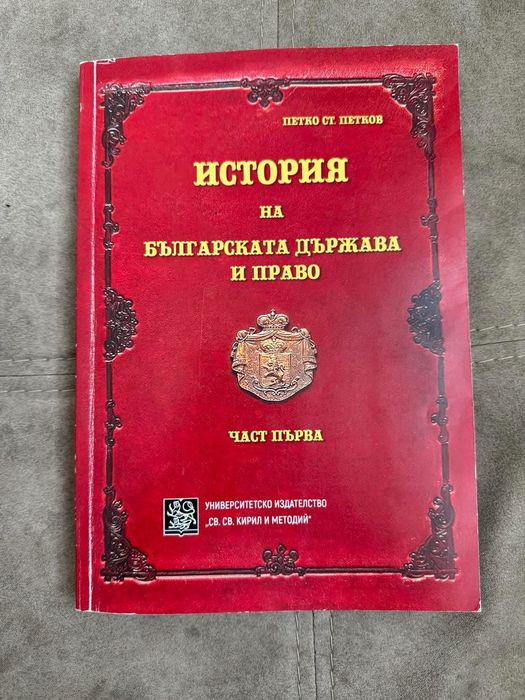 ПЕТКО СТ. ПЕТКОВ
ИСТОРИЯ
НА
БЪЛГАРСКАТА ДЪРЖАВА
И ПРАВО
ЧАСТ ПЪРВА
УНИВЕРСИТЕТСКО ИЗДАТЕЛСТВО
„СВ. СВ. КИРИЛ И МЕТОДИЙ"